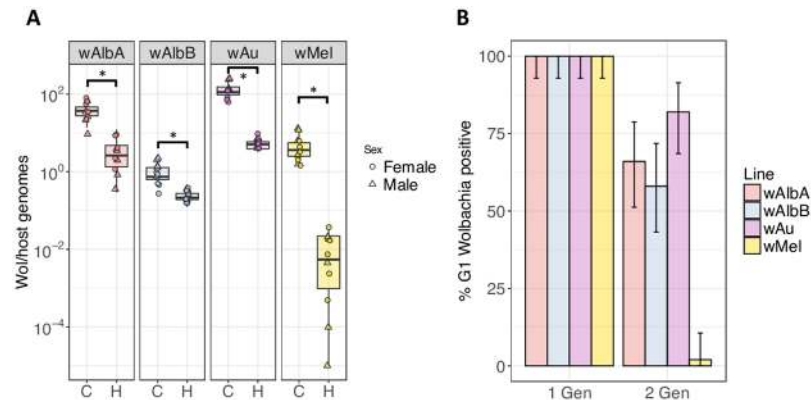 A
wAlbA
wAlbB
wAu
wMel
*
*
*
*
10²
10⁰
10⁻²
10⁻⁴
Wol/host genomes
C H C H C H C H
Sex
Female
Male
B
100
75
50
25
0
% G1 Wolbachia positive
1 Gen
2 Gen
Line
wAlbA
wAlbB
wAu
wMel